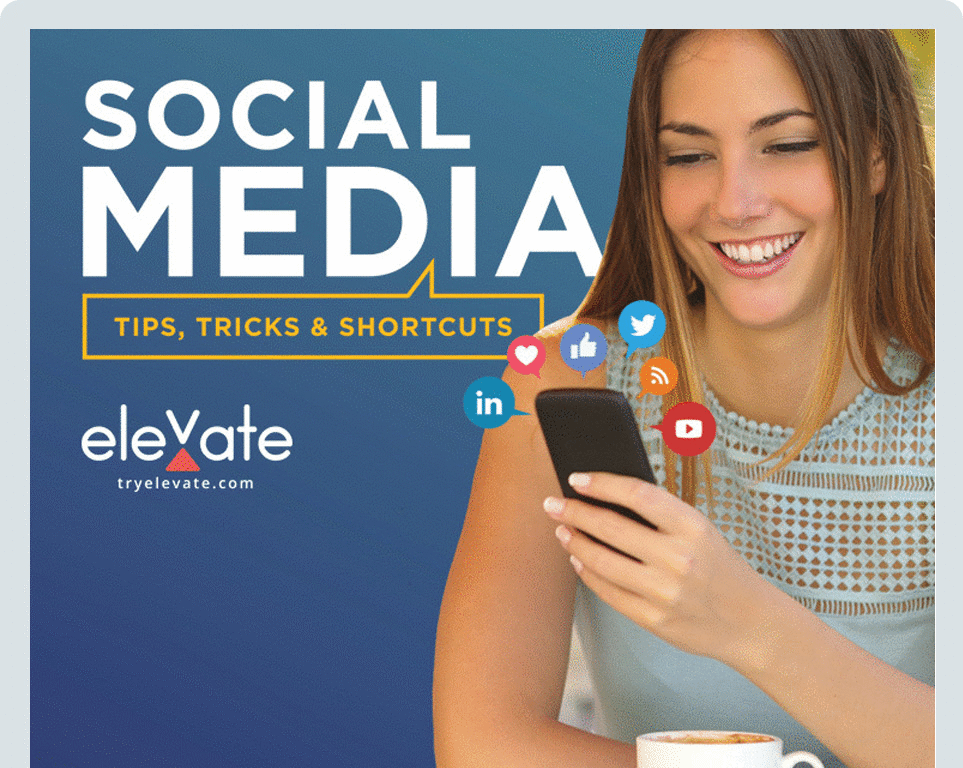 SOCIAL
MEDIA
TIPS, TRICKS & SHORTCUTS
in
elevate
tryelevate.com